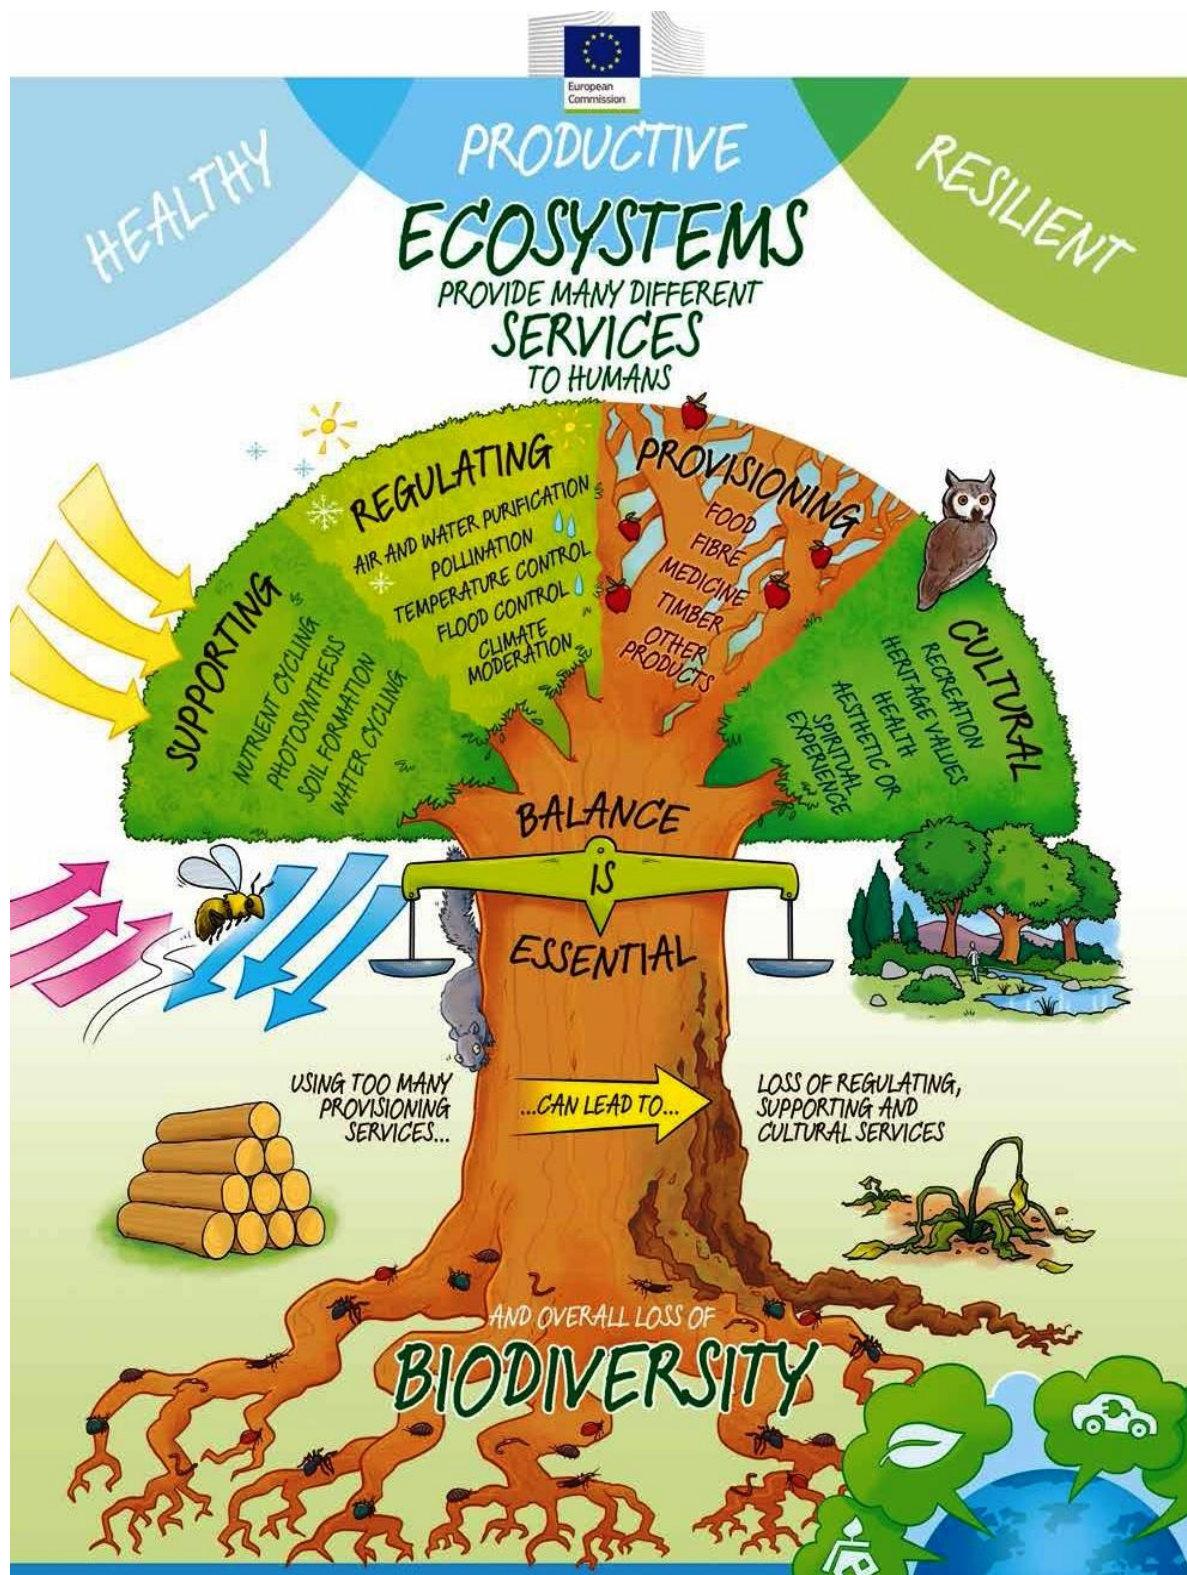 European
Commission
HEALTHY
PRODUCTIVE
RESILIENT
ECOSYSTEMS
PROVIDE MANY DIFFERENT
SERVICES
TO HUMANS
SUPPORTING
NUTRIENT CYCLING
PHOTOSYNTHESIS
SOIL FORMATION
WATER CYCLING
REGULATING
AIR AND WATER PURIFICATION
POLLINATION
TEMPERATURE CONTROL
FLOOD CONTROL
CLIMATE
MODERATION
PROVISIONING
FOOD
FIBRE
MEDICINE
TIMBER
OTHER
PRODUCTS
CULTURAL
RECREATION
HERITAGE VALUES
HEALTH
AESTHETIC OR
SPIRITUAL
EXPERIENCE
BALANCE
IS
ESSENTIAL
USING TOO MANY
PROVISIONING
SERVICES...
...CAN LEAD TO...
LOSS OF REGULATING,
SUPPORTING AND
CULTURAL SERVICES
AND OVERALL LOSS OF
BIODIVERSITY